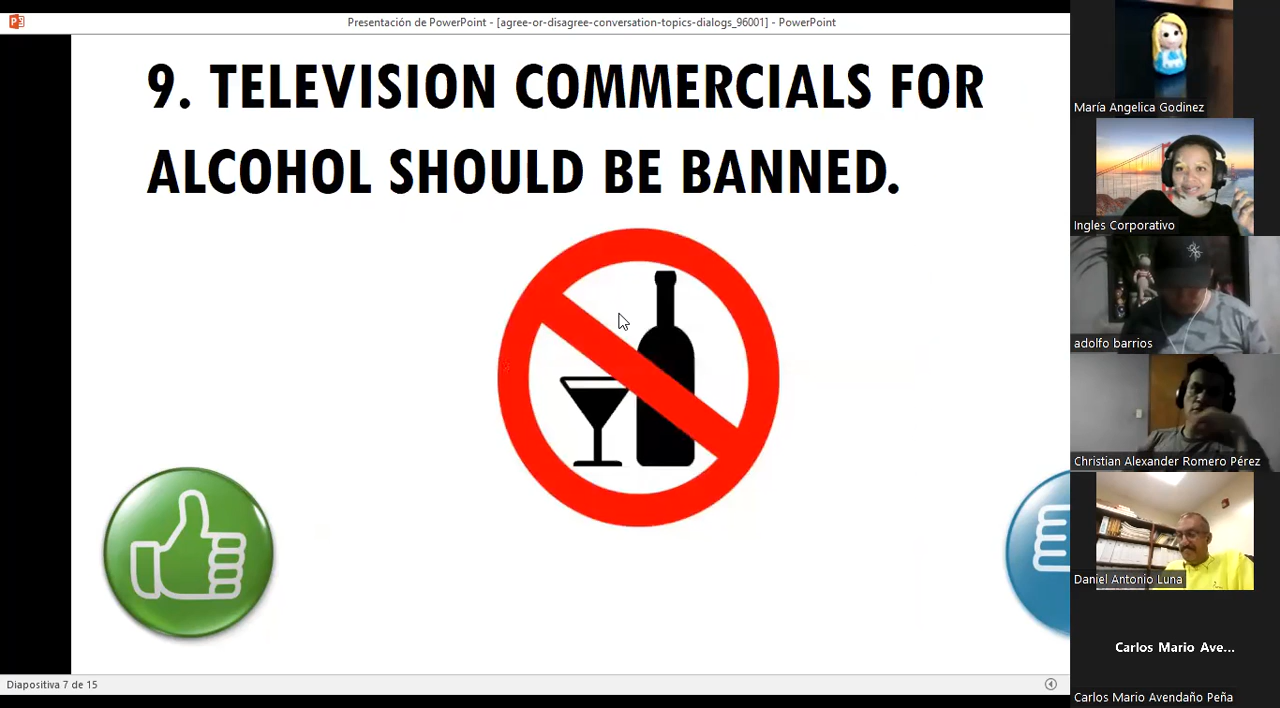 Presentación de PowerPoint - [agree-or-disagree-conversation-topics-dialogs_96001] - PowerPoint
9. TELEVISION COMMERCIALS FOR
ALCOHOL SHOULD BE BANNED.
Diapositiva 7 de 15
María Angelica Godinez
Ingles Corporativo
adolfo barrios
Christian Alexander Romero Pérez
Daniel Antonio Luna
Carlos Mario Ave...
Carlos Mario Avendaño Peña